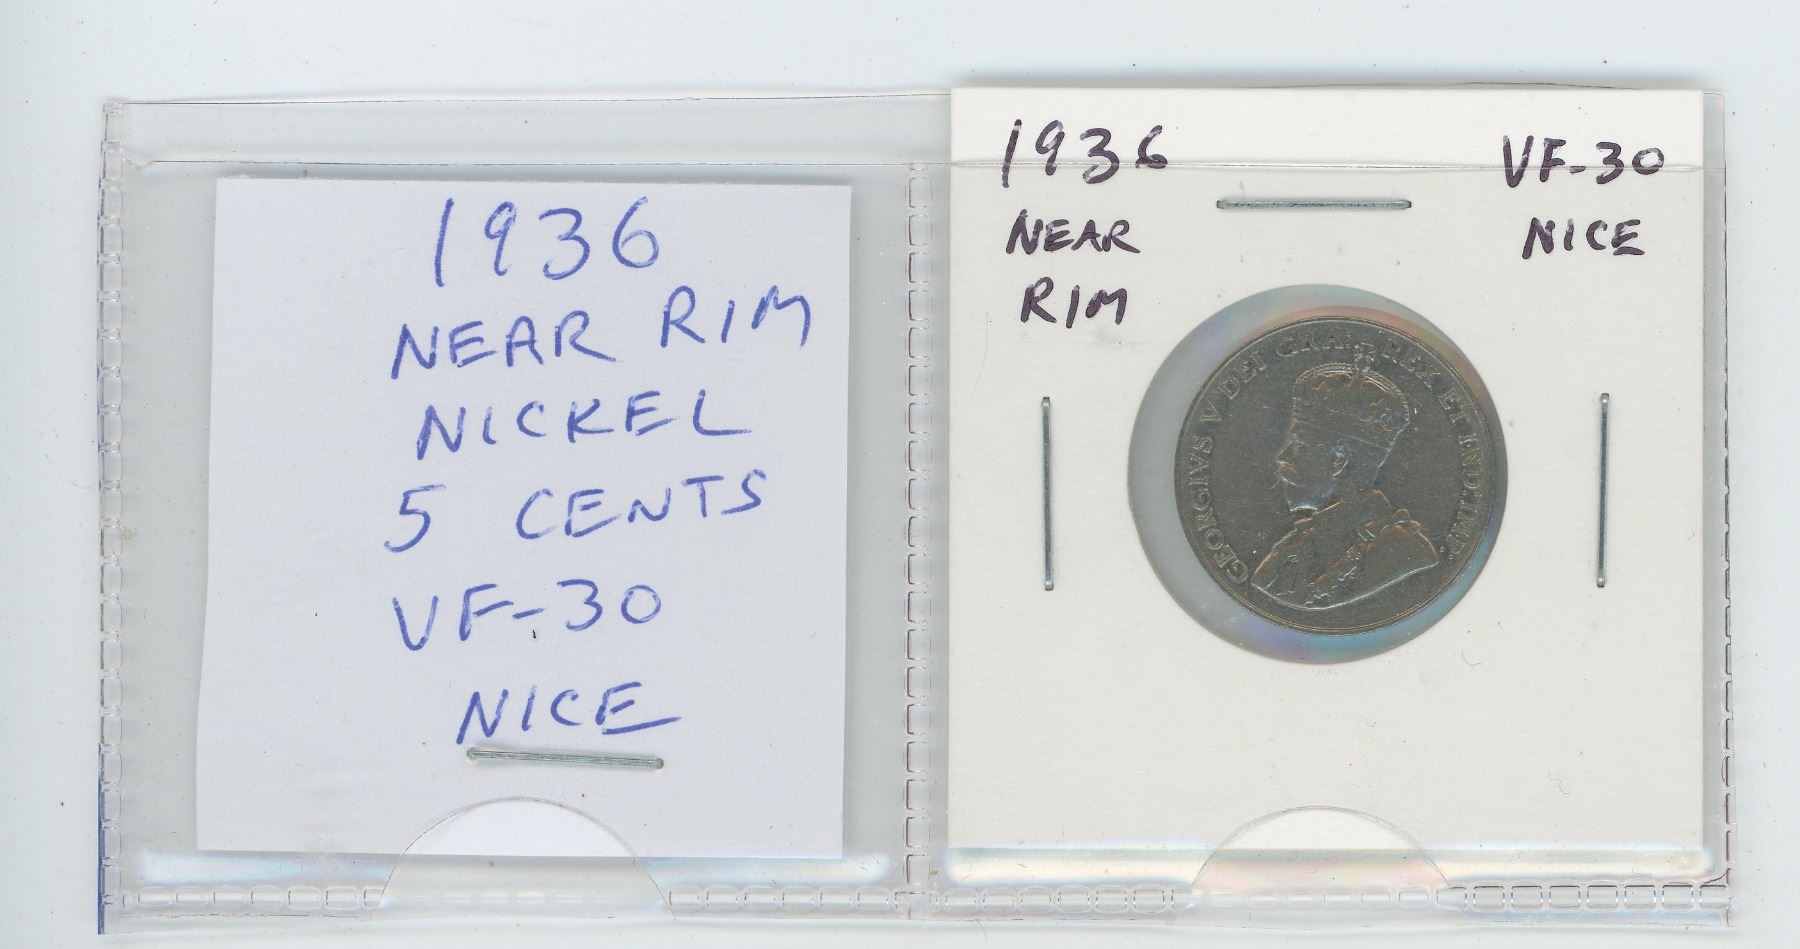 1936
NEAR RIM
NICKEL
5 CENTS
VF-30
NICE
1936
NEAR
RIM
VF-30
NICE
GEORGIVS V DEI GRA: REX ET IND:IMP: